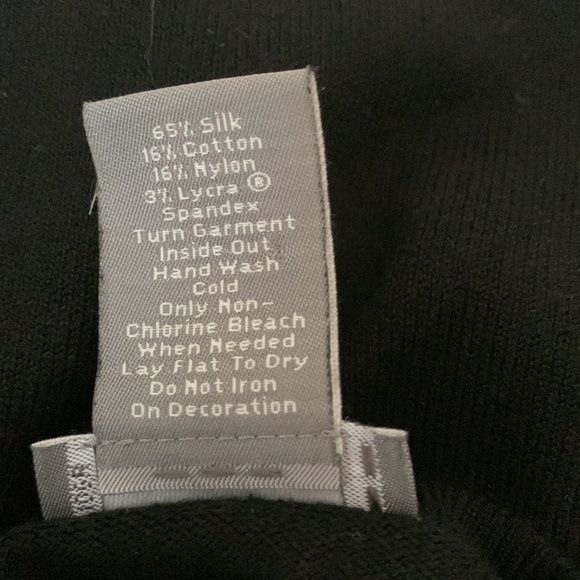 65% Silk
16% Cotton
16% Nylon
3% Lycra ®
Spandex
Turn Garment
Inside Out
Hand Wash
Cold
Only Non-
Chlorine Bleach
When Needed
Lay Flat To Dry
Do Not Iron
On Decoration